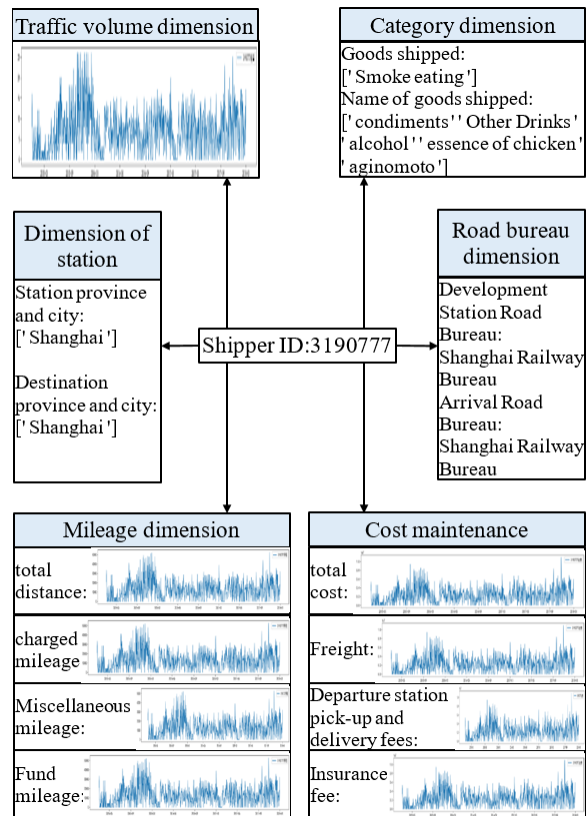 Traffic volume dimension
Category dimension
Goods shipped:
[' Smoke eating ']
Name of goods shipped:
[' condiments' ' Other Drinks '
' alcohol ' ' essence of chicken'
' aginomoto ']
Dimension of
station
Station province
and city:
[' Shanghai ']
Destination
province and city:
[' Shanghai ']
Shipper ID:3190777
Road bureau
dimension
Development
Station Road
Bureau:
Shanghai Railway
Bureau
Arrival Road
Bureau:
Shanghai Railway
Bureau
Mileage dimension
total
distance:
charged
mileage
Miscellaneous
mileage:
Fund
mileage:
Cost maintenance
total
cost:
Freight:
Departure station
pick-up and
delivery fees:
Insurance
fee: